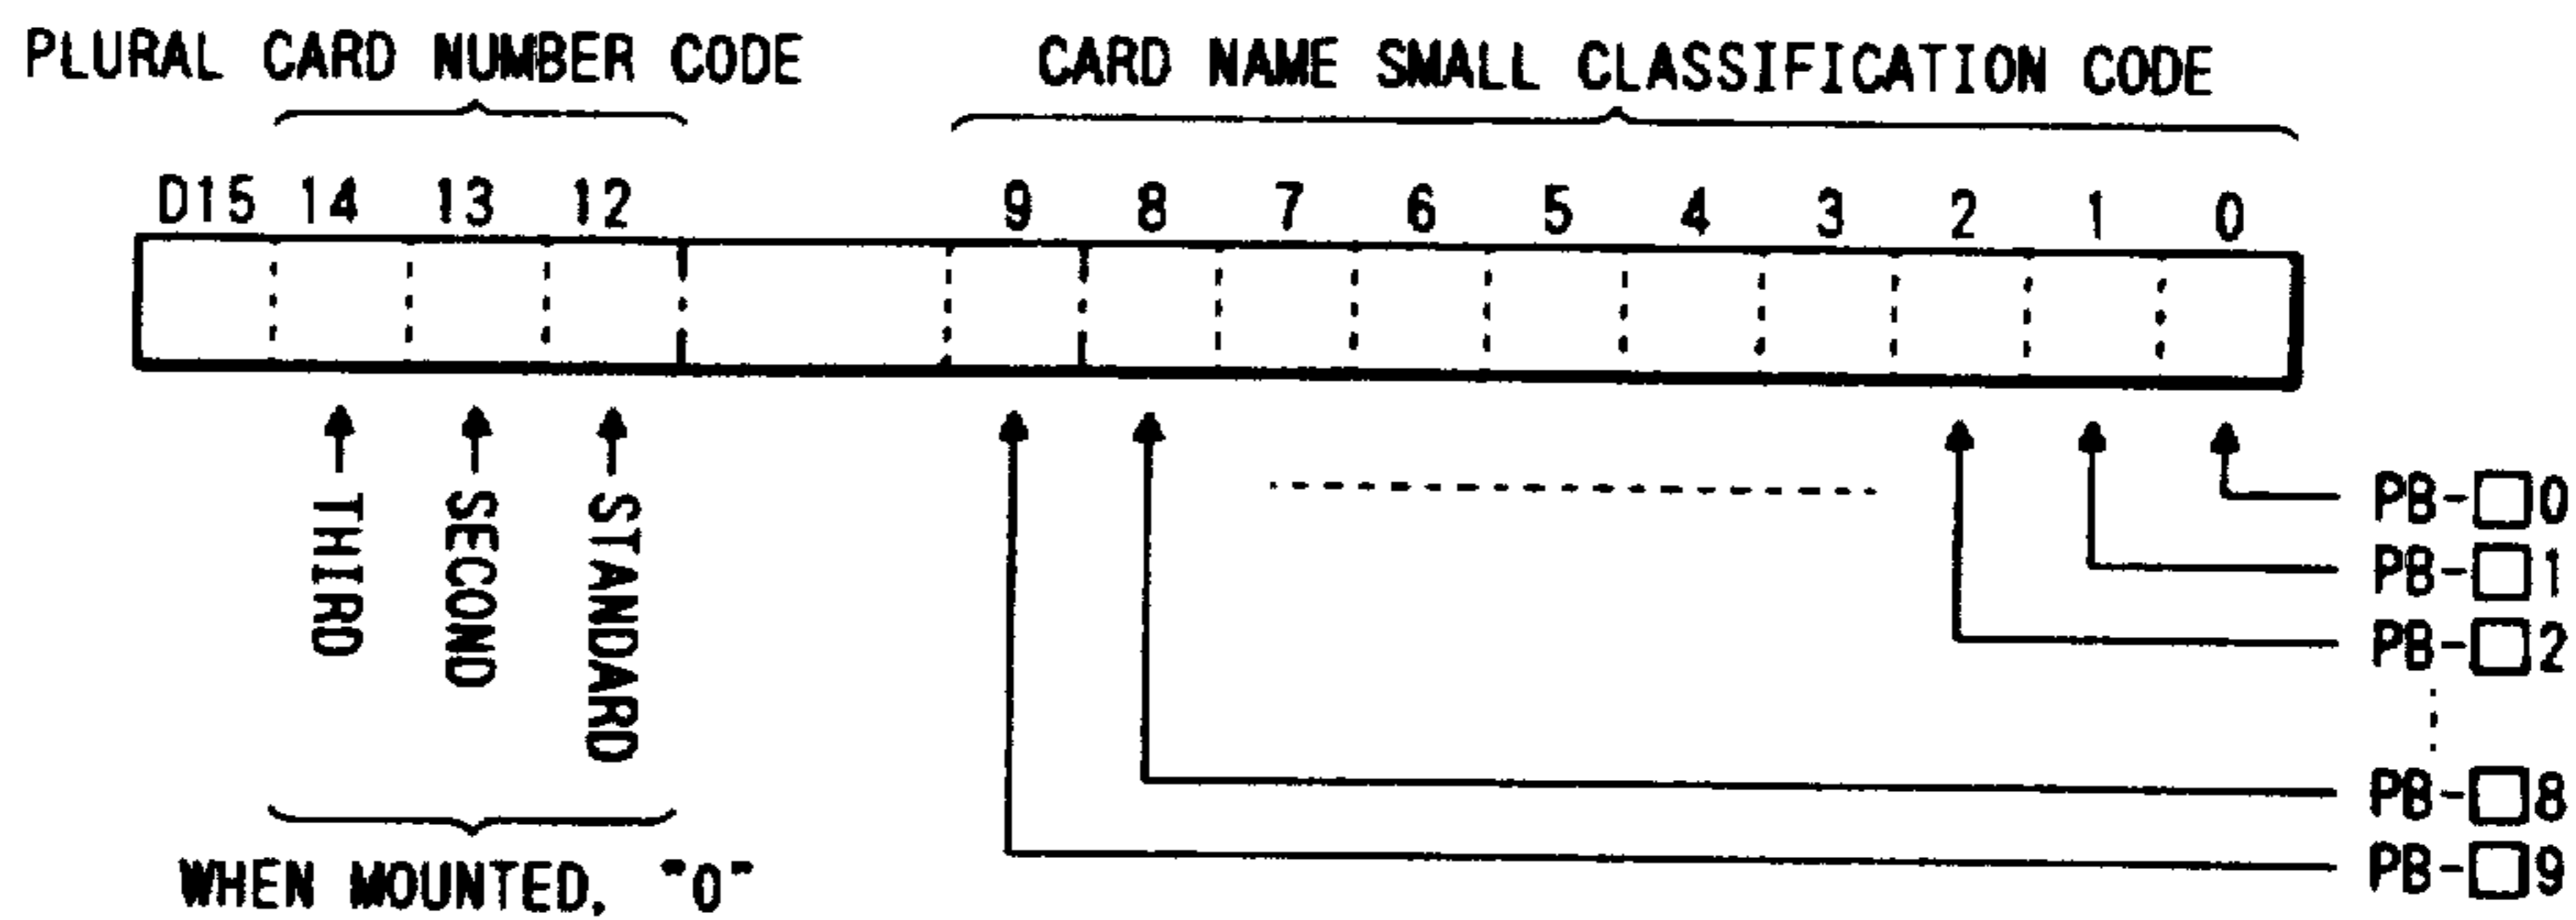 PLURAL CARD NUMBER CODE
CARD NAME SMALL CLASSIFICATION CODE
D15 14 13 12 9 8 7 6 5 4 3 2 1 0
THIRD
SECOND
STANDARD
WHEN MOUNTED, "0"
PB-□0
PB-□1
PB-□2
PB-□8
PB-□9